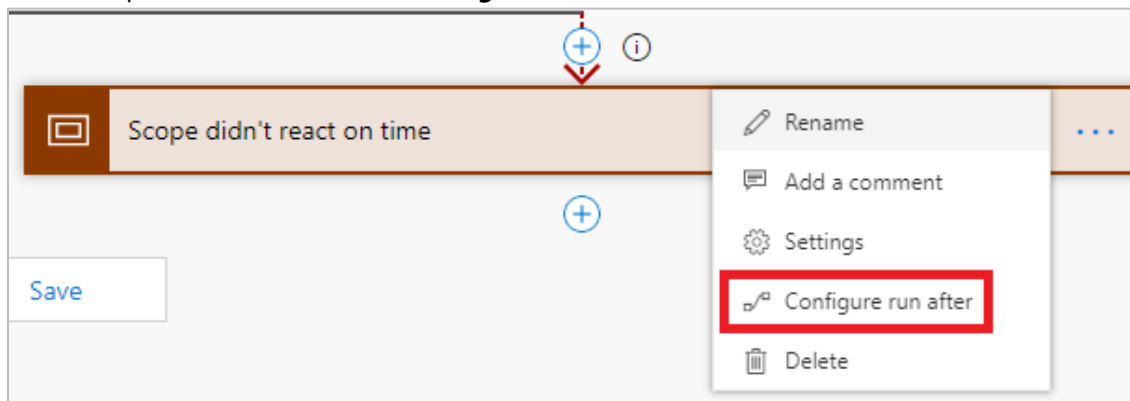 Scope didn't react on time
Rename
Add a comment
Settings
Configure run after
Delete
Save